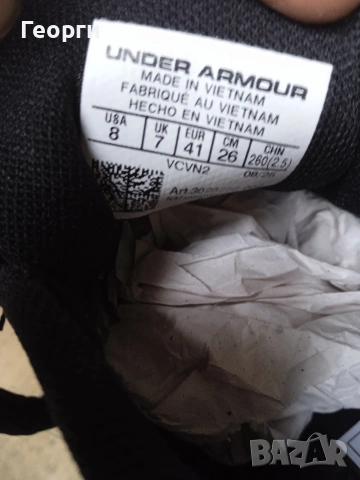 Георги
UNDER ARMOUR
MADE IN VIETNAM
FABRIQUÉ AU VIETNAM
HECHO EN VIETNAM
USA UK EUR CM CHN
8 7 41 26 260(2.5)
VCVN2
BAZAR